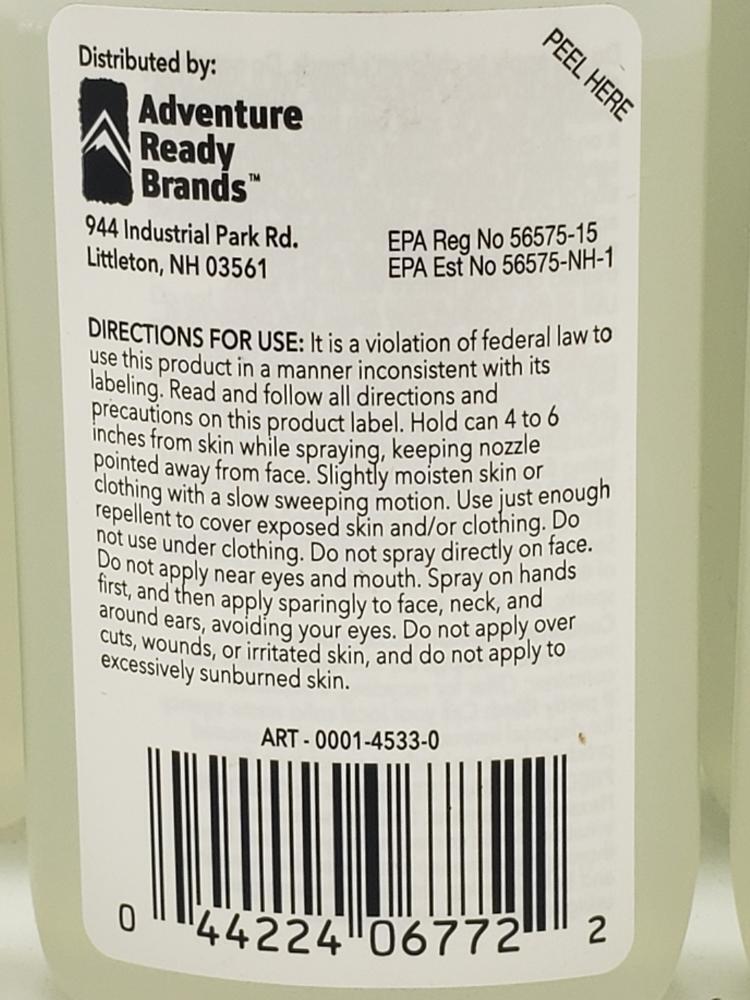 Distributed by:
PEEL HERE
Adventure
Ready
Brands™
944 Industrial Park Rd.
Littleton, NH 03561
EPA Reg No 56575-15
EPA Est No 56575-NH-1
DIRECTIONS FOR USE: It is a violation of federal law to
use this product in a manner inconsistent with its
labeling. Read and follow all directions and
precautions on this product label. Hold can 4 to 6
inches from skin while spraying, keeping nozzle
pointed away from face. Slightly moisten skin or
clothing with a slow sweeping motion. Use just enough
repellent to cover exposed skin and/or clothing. Do
not use under clothing. Do not spray directly on face.
Do not apply near eyes and mouth. Spray on hands
first, and then apply sparingly to face, neck, and
around ears, avoiding your eyes. Do not apply over
cuts, wounds, or irritated skin, and do not apply to
excessively sunburned skin.
ART - 0001-4533-0
0 44224 06772 2